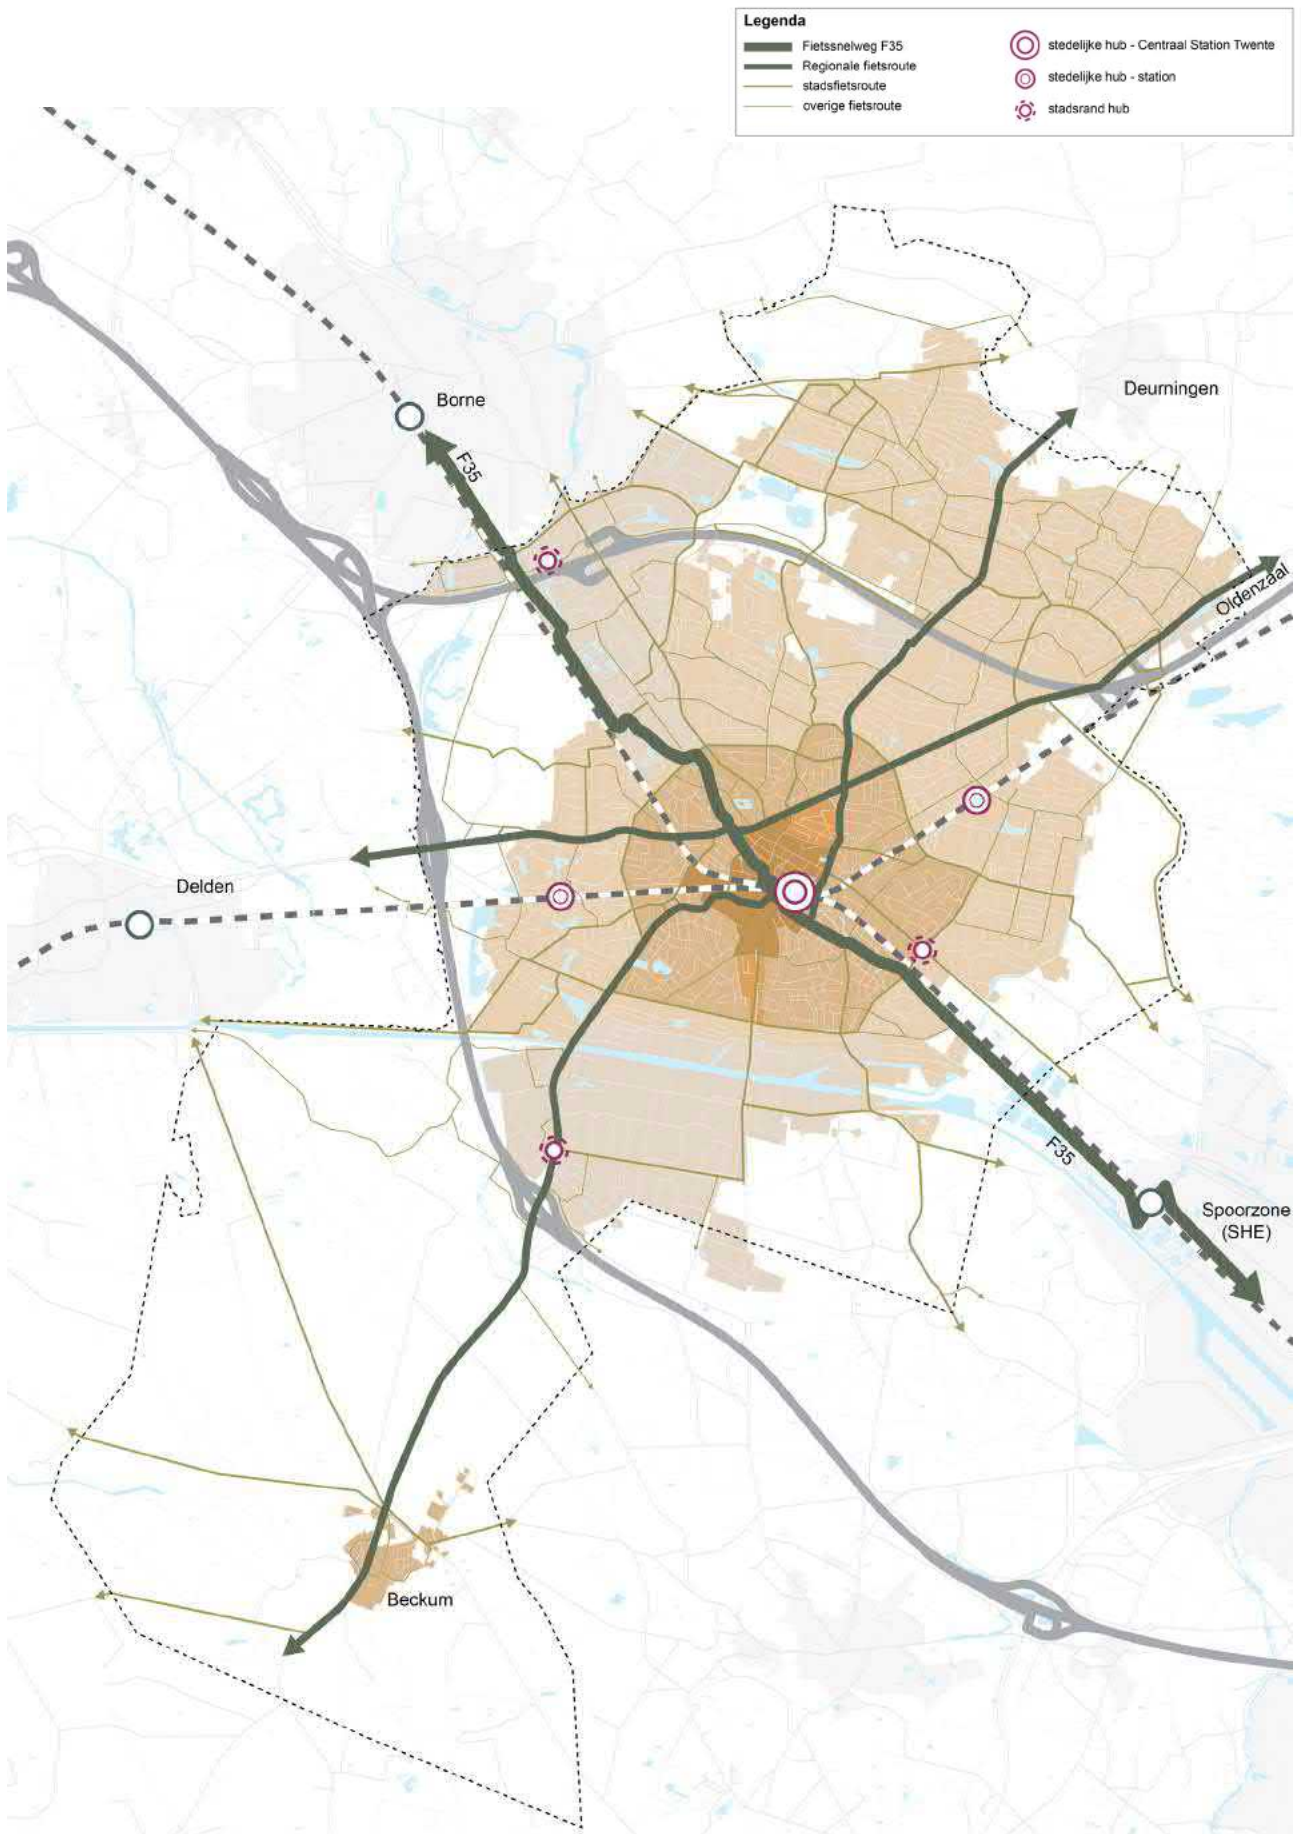 Legenda
Fietssnelweg F35
Regionale fietsroute
stadsfietsroute
overige fietsroute
stedelijke hub - Centraal Station Twente
stedelijke hub - station
stadsrand hub
Borne
Deurningen
F35
Oldenzaal
Delden
F35
Spoorzone
(SHE)
Beckum